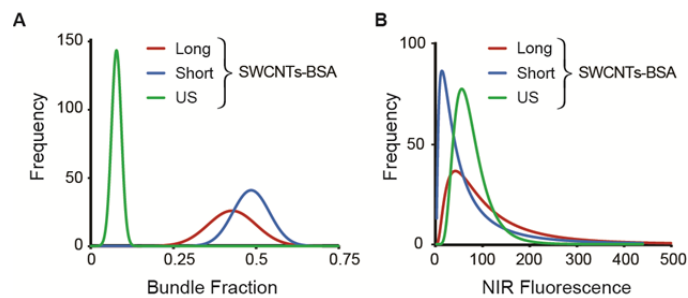 A
150
100
50
0
Frequency
Long
Short
US
SWCNTs-BSA
0
0.25
0.5
0.75
Bundle Fraction
B
100
50
0
Frequency
Long
Short
US
SWCNTs-BSA
0
100
200
300
400
500
NIR Fluorescence